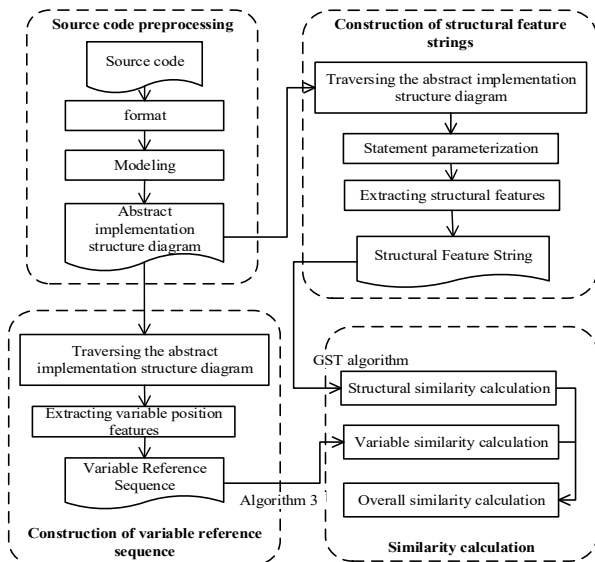 Source code preprocessing
Source code
format
Modeling
Abstract
implementation
structure diagram
Construction of structural feature
strings
Traversing the abstract implementation
structure diagram
Statement parameterization
Extracting structural features
Structural Feature String
Traversing the abstract
implementation structure diagram
Extracting variable position
features
Variable Reference
Sequence
Algorithm 3
Construction of variable reference
sequence
GST algorithm
Structural similarity calculation
Variable similarity calculation
Overall similarity calculation
Similarity calculation